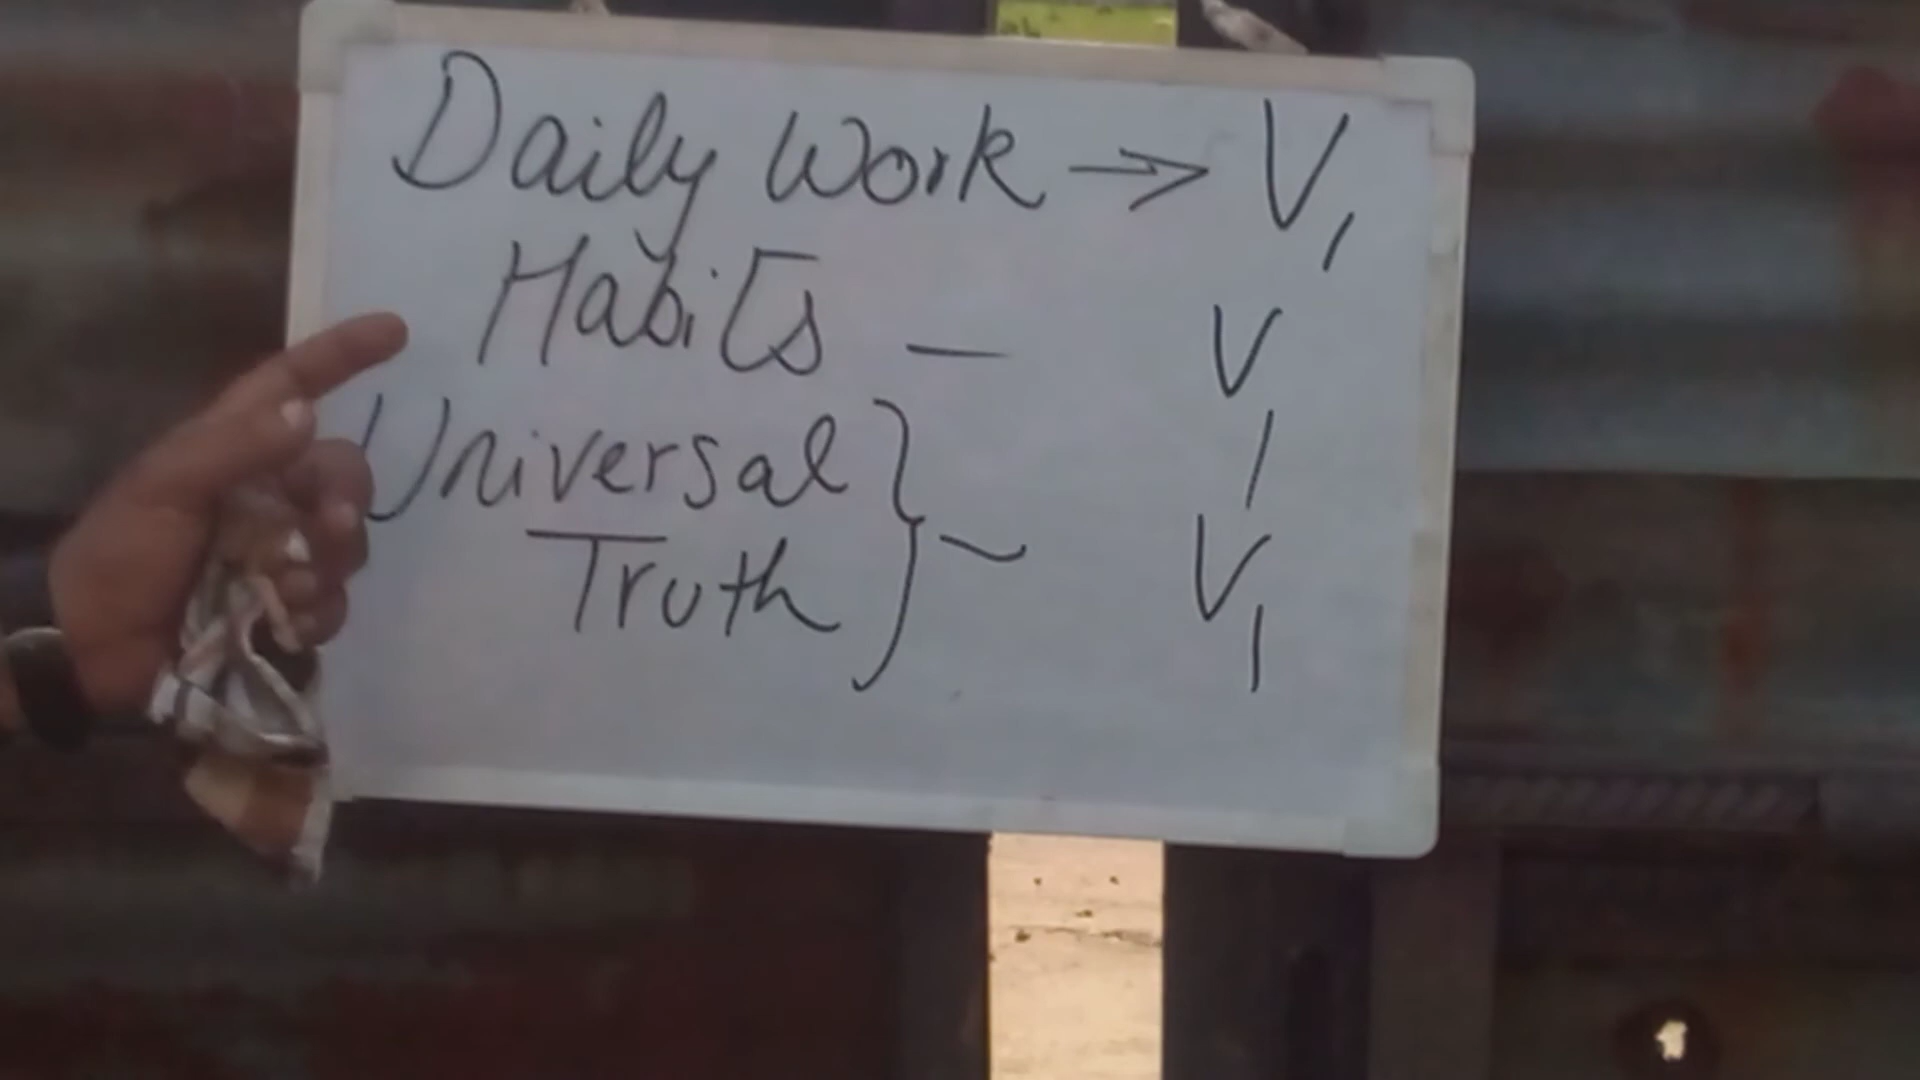 Daily Work → V1
Habits — V1
Universal
Truth } ~ V1